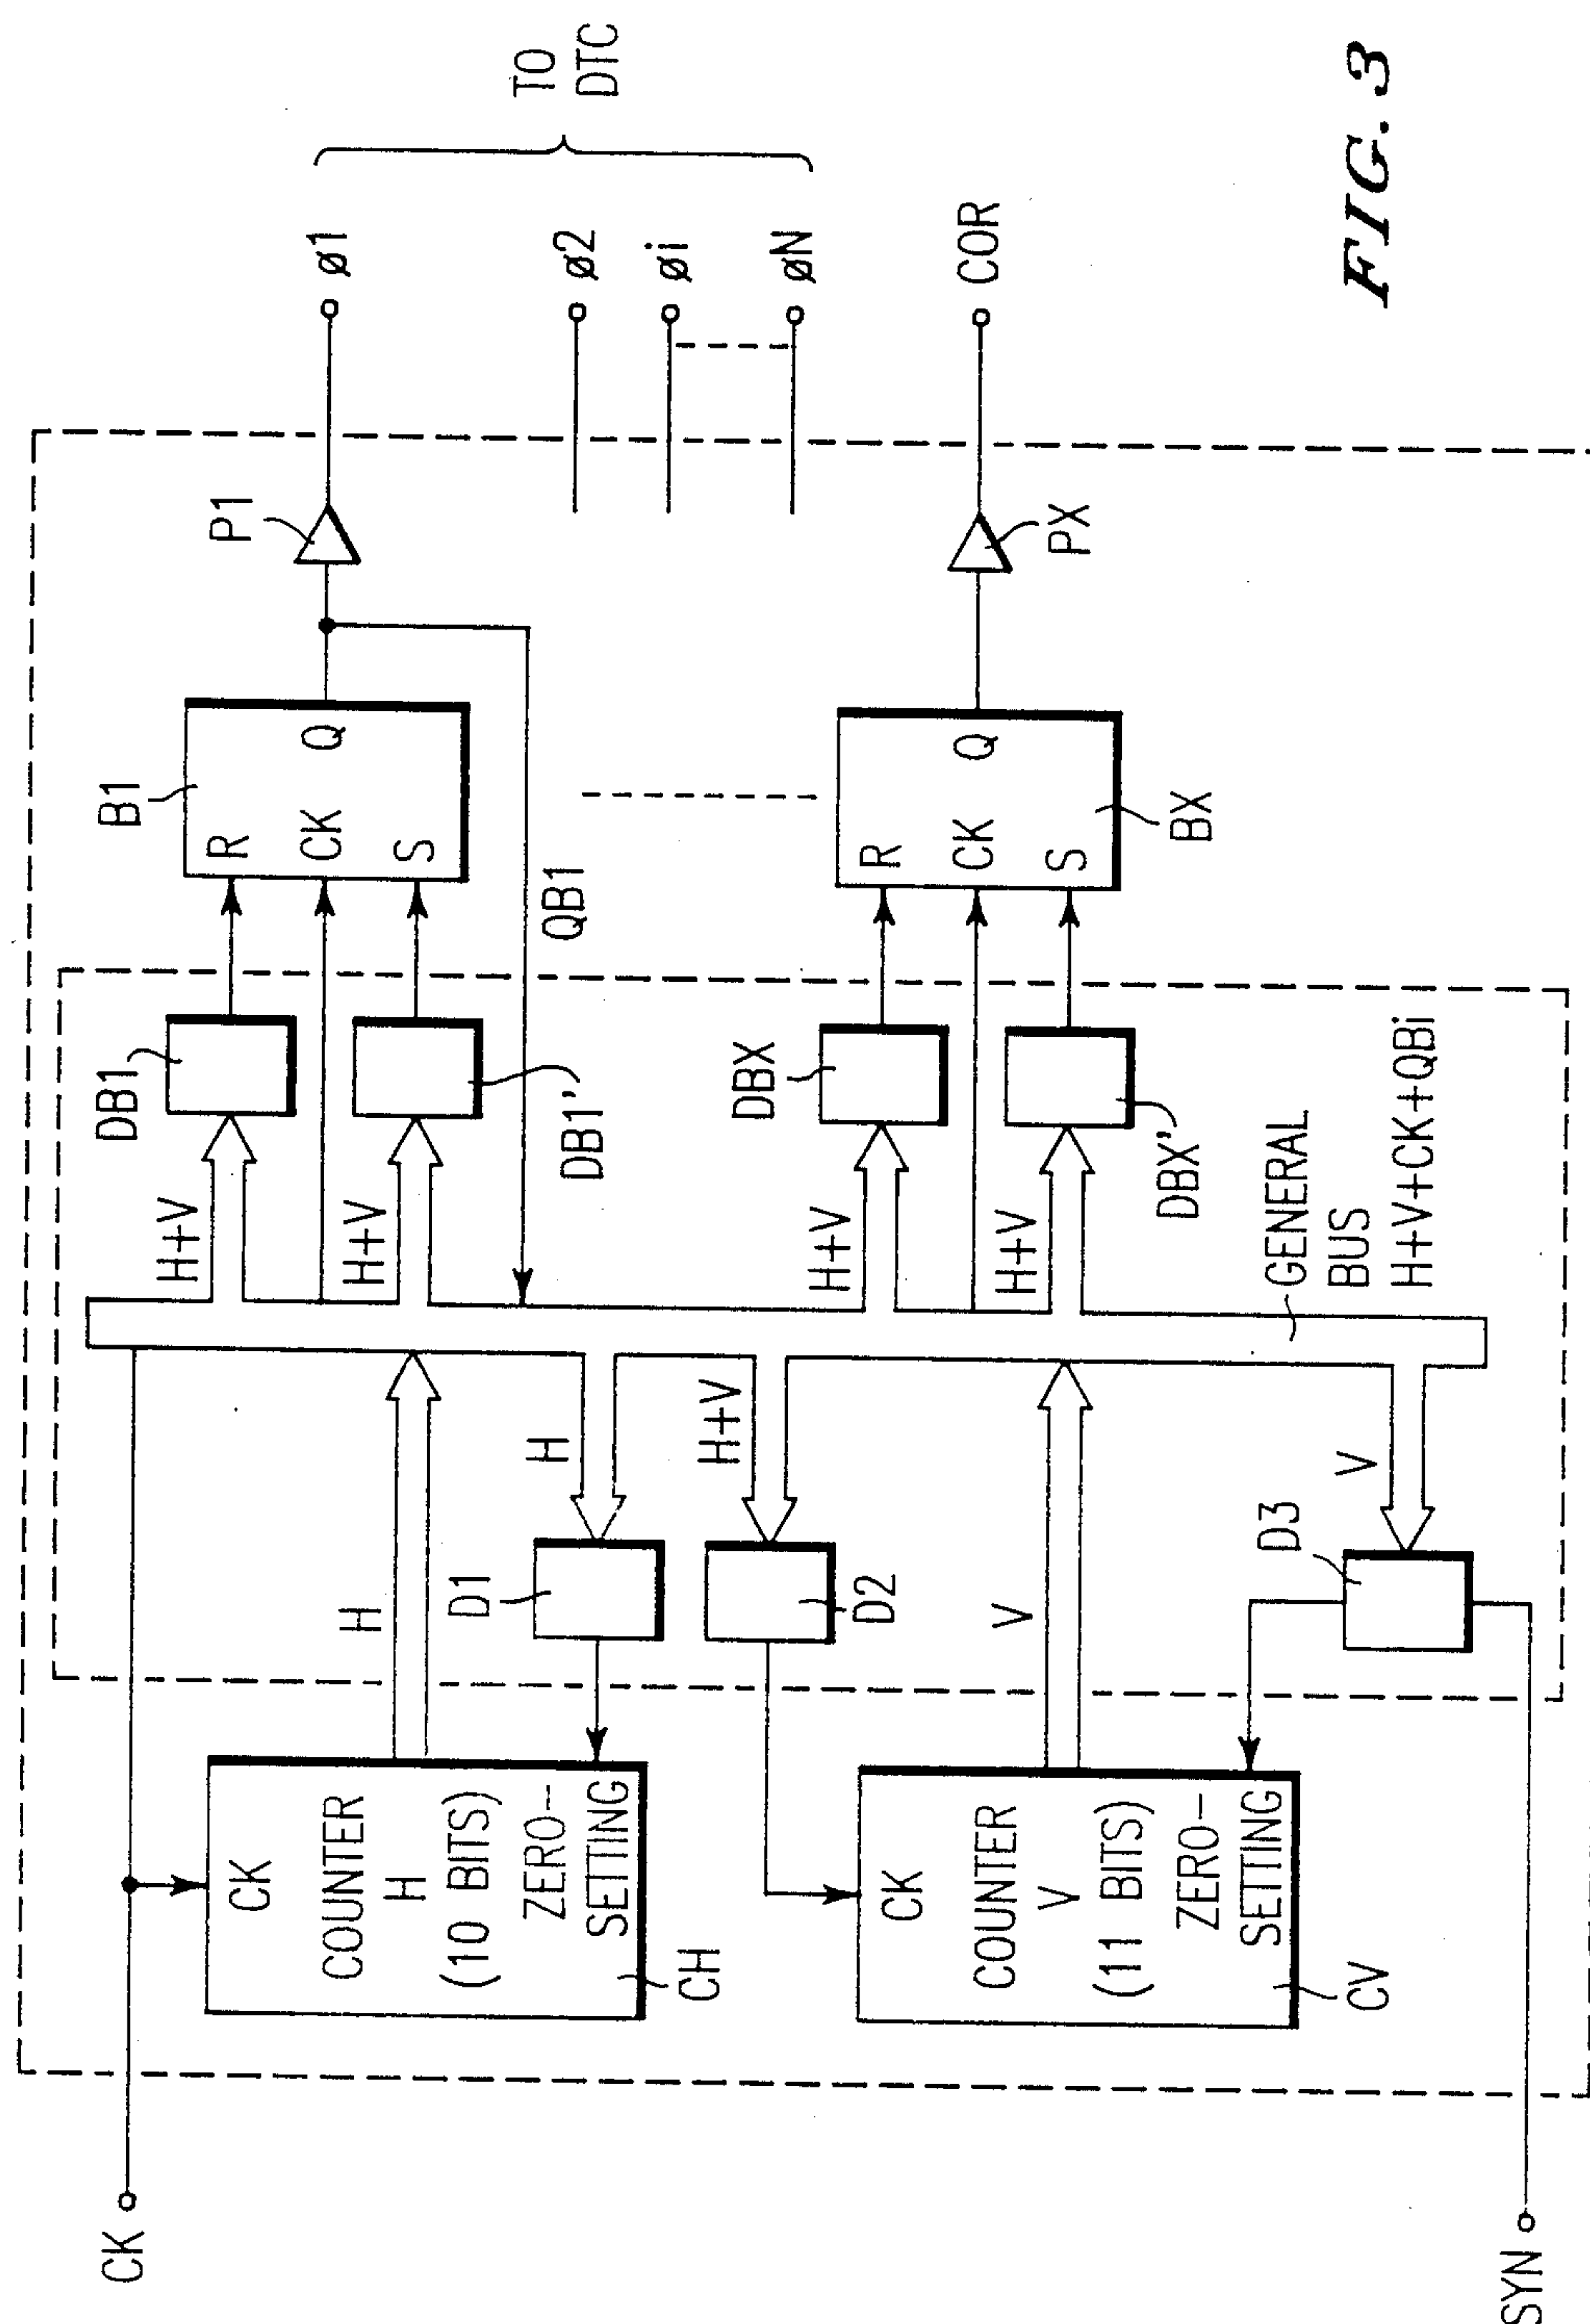 CK
CK
COUNTER
H
(10 BITS)
ZERO-
SETTING
CH
H
D1
H
H+V
D2
H+V
DB1
H+V
DB1'
R
CK
S
Q
B1
QB1
P1
ø1
ø2
øi
øN
TO
DTC
CK
COUNTER
V
(11 BITS)
ZERO-
SETTING
CV
V
D3
V
H+V
DBX
H+V
DBX'
R
CK
S
Q
BX
PX
COR
GENERAL
BUS
H+V+CK+QBi
SYN
FIG. 3